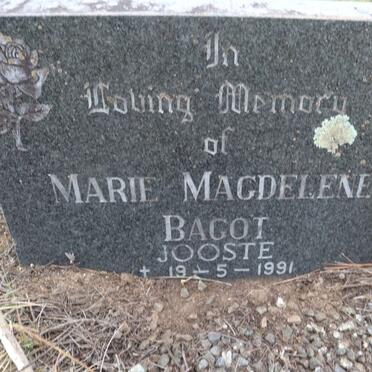 In
Loving Memory
of
MARIE MAGDELENE
BAGOT
JOOSTE
+ 19-5-1991